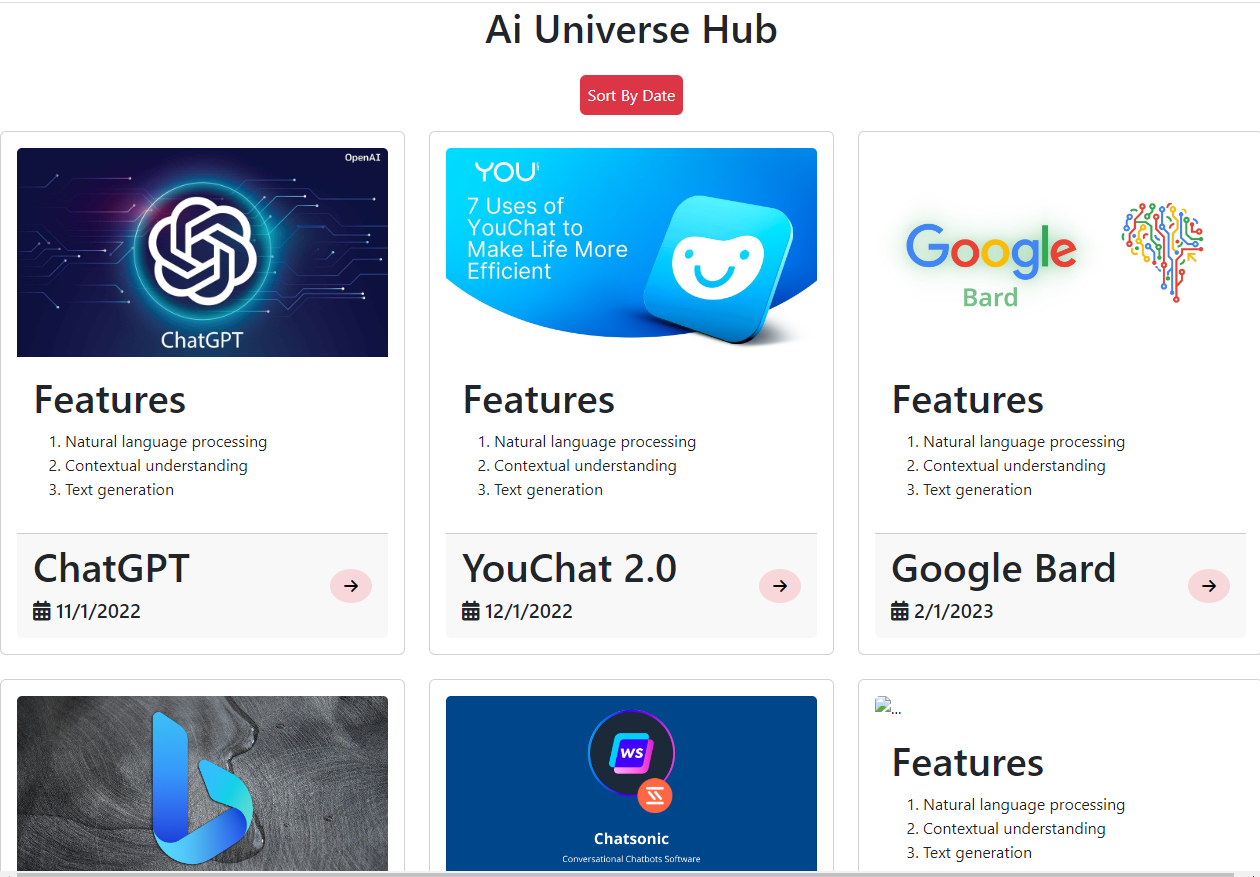 Ai Universe Hub
Sort By Date
OpenAI
ChatGPT
Features
1. Natural language processing
2. Contextual understanding
3. Text generation
ChatGPT
11/1/2022
YOU
7 Uses of
YouChat to
Make Life More
Efficient
Features
1. Natural language processing
2. Contextual understanding
3. Text generation
YouChat 2.0
12/1/2022
Google
Bard
Features
1. Natural language processing
2. Contextual understanding
3. Text generation
Google Bard
2/1/2023
WS
Chatsonic
Conversational Chatbots Software
...
Features
1. Natural language processing
2. Contextual understanding
3. Text generation